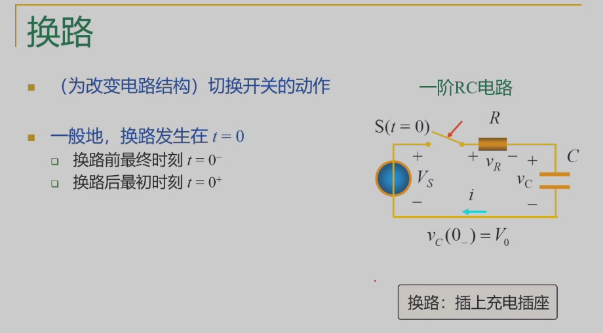 换路
（为改变电路结构）切换开关的动作
一般地，换路发生在 t = 0
换路前最终时刻 t = 0⁻
换路后最初时刻 t = 0⁺
一阶RC电路
S(t = 0)
R
+ + v_R − + C
V_S v_C
− i −
v_C(0_) = V₀
换路：插上充电插座